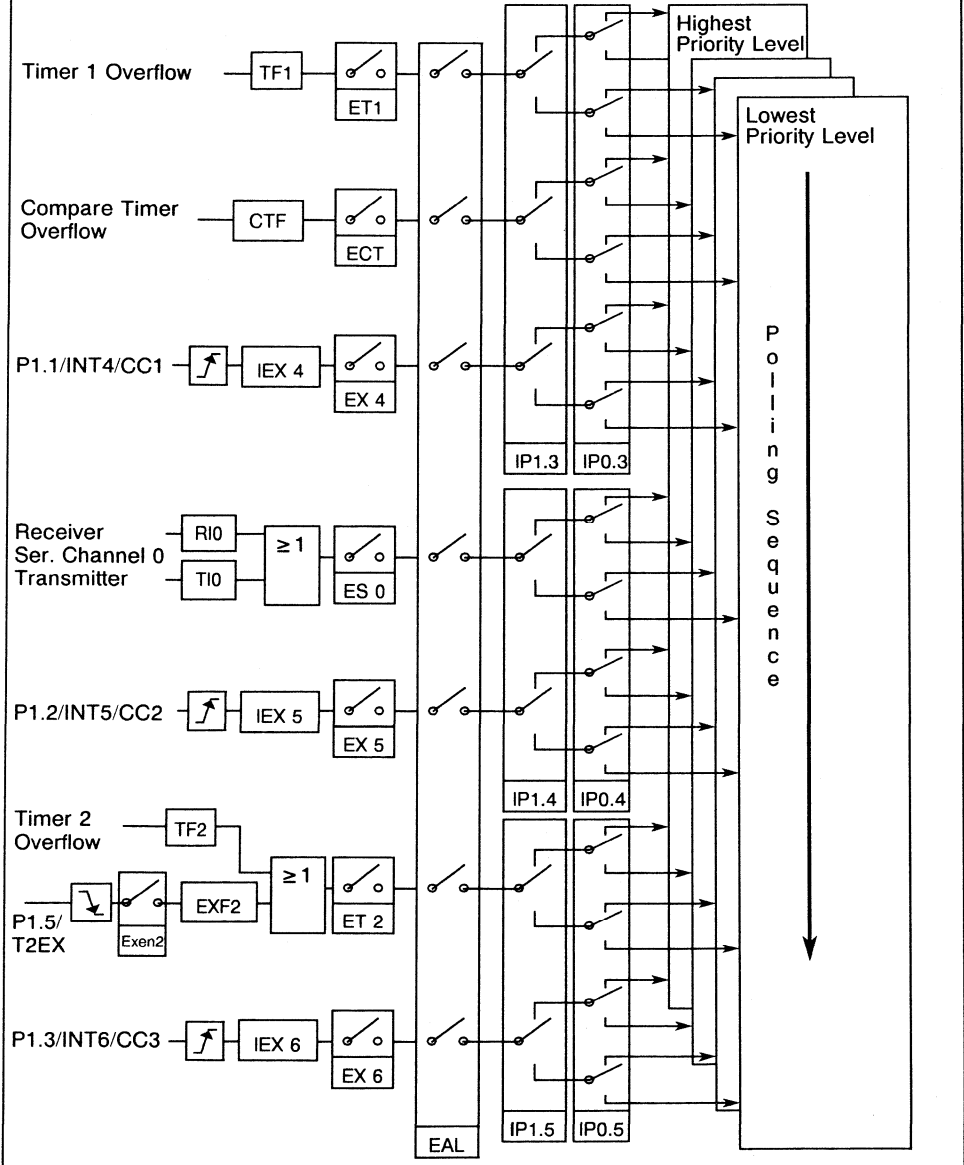 Highest
Priority Level
Timer 1 Overflow
TF1
ET1
Lowest
Priority Level
Compare Timer
Overflow
CTF
ECT
P1.1/INT4/CC1
IEX 4
EX 4
IP1.3
IP0.3
Polling Sequence
Receiver
Ser. Channel 0
Transmitter
RI0
TI0
≥ 1
ES 0
P1.2/INT5/CC2
IEX 5
EX 5
IP1.4
IP0.4
Timer 2
Overflow
TF2
≥ 1
P1.5/
T2EX
Exen2
EXF2
ET 2
P1.3/INT6/CC3
IEX 6
EX 6
IP1.5
IP0.5
EAL